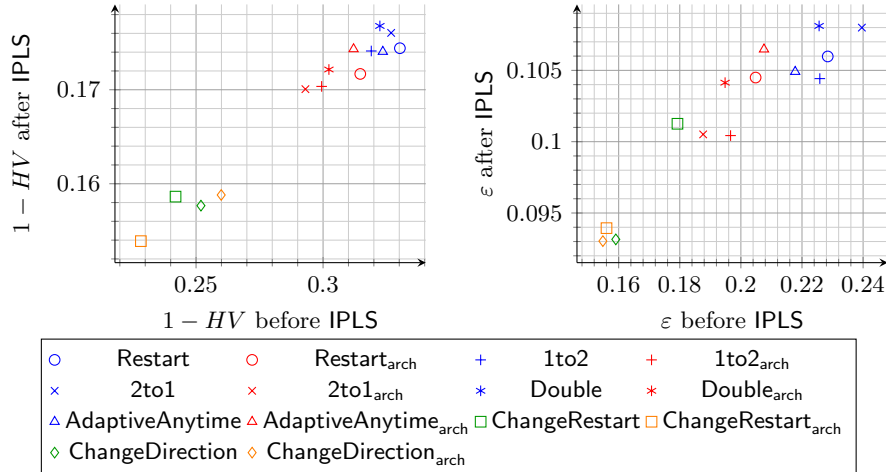 1 − HV after IPLS
0.17
0.16
0.25 0.3
1 − HV before IPLS
ε after IPLS
0.105
0.1
0.095
0.16 0.18 0.2 0.22 0.24
ε before IPLS
Restart Restart_arch 1to2 1to2_arch
2to1 2to1_arch Double Double_arch
AdaptiveAnytime AdaptiveAnytime_arch ChangeRestart ChangeRestart_arch
ChangeDirection ChangeDirection_arch